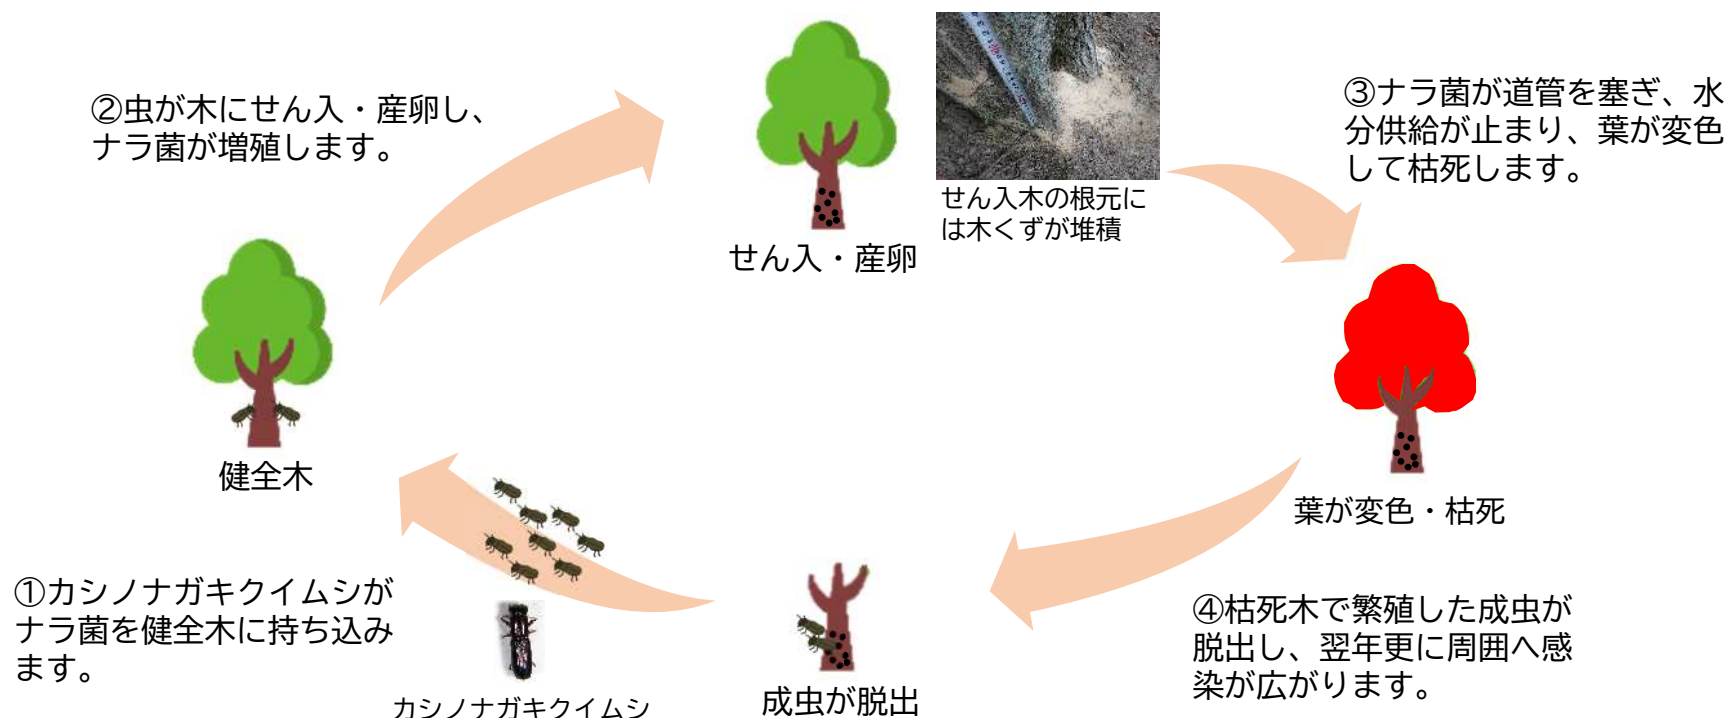 ②虫が木にせん入・産卵し、
ナラ菌が増殖します。
せん入・産卵
せん入木の根元に
は木くずが堆積
③ナラ菌が道管を塞ぎ、水
分供給が止まり、葉が変色
して枯死します。
健全木
葉が変色・枯死
①カシノナガキクイムシが
ナラ菌を健全木に持ち込み
ます。
カシノナガキクイムシ
成虫が脱出
④枯死木で繁殖した成虫が
脱出し、翌年更に周囲へ感
染が広がります。